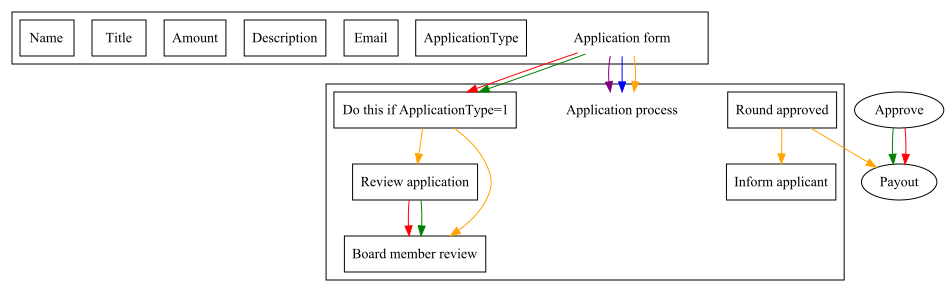 Name
Title
Amount
Description
Email
ApplicationType
Application form
Do this if ApplicationType=1
Application process
Round approved
Approve
Review application
Inform applicant
Payout
Board member review